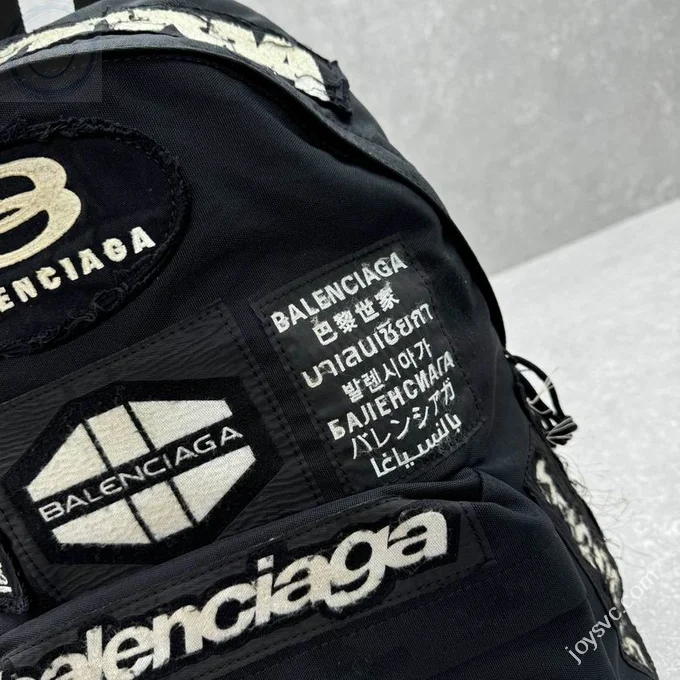 ENCIAGA
BALENCIAGA
巴黎世家
บาเลนเซียกา
발렌시아가
БАЛЕНСИАГА
バレンシアガ
بالنسياغا
BALENCIAGA
balenciaga
joysvc.com